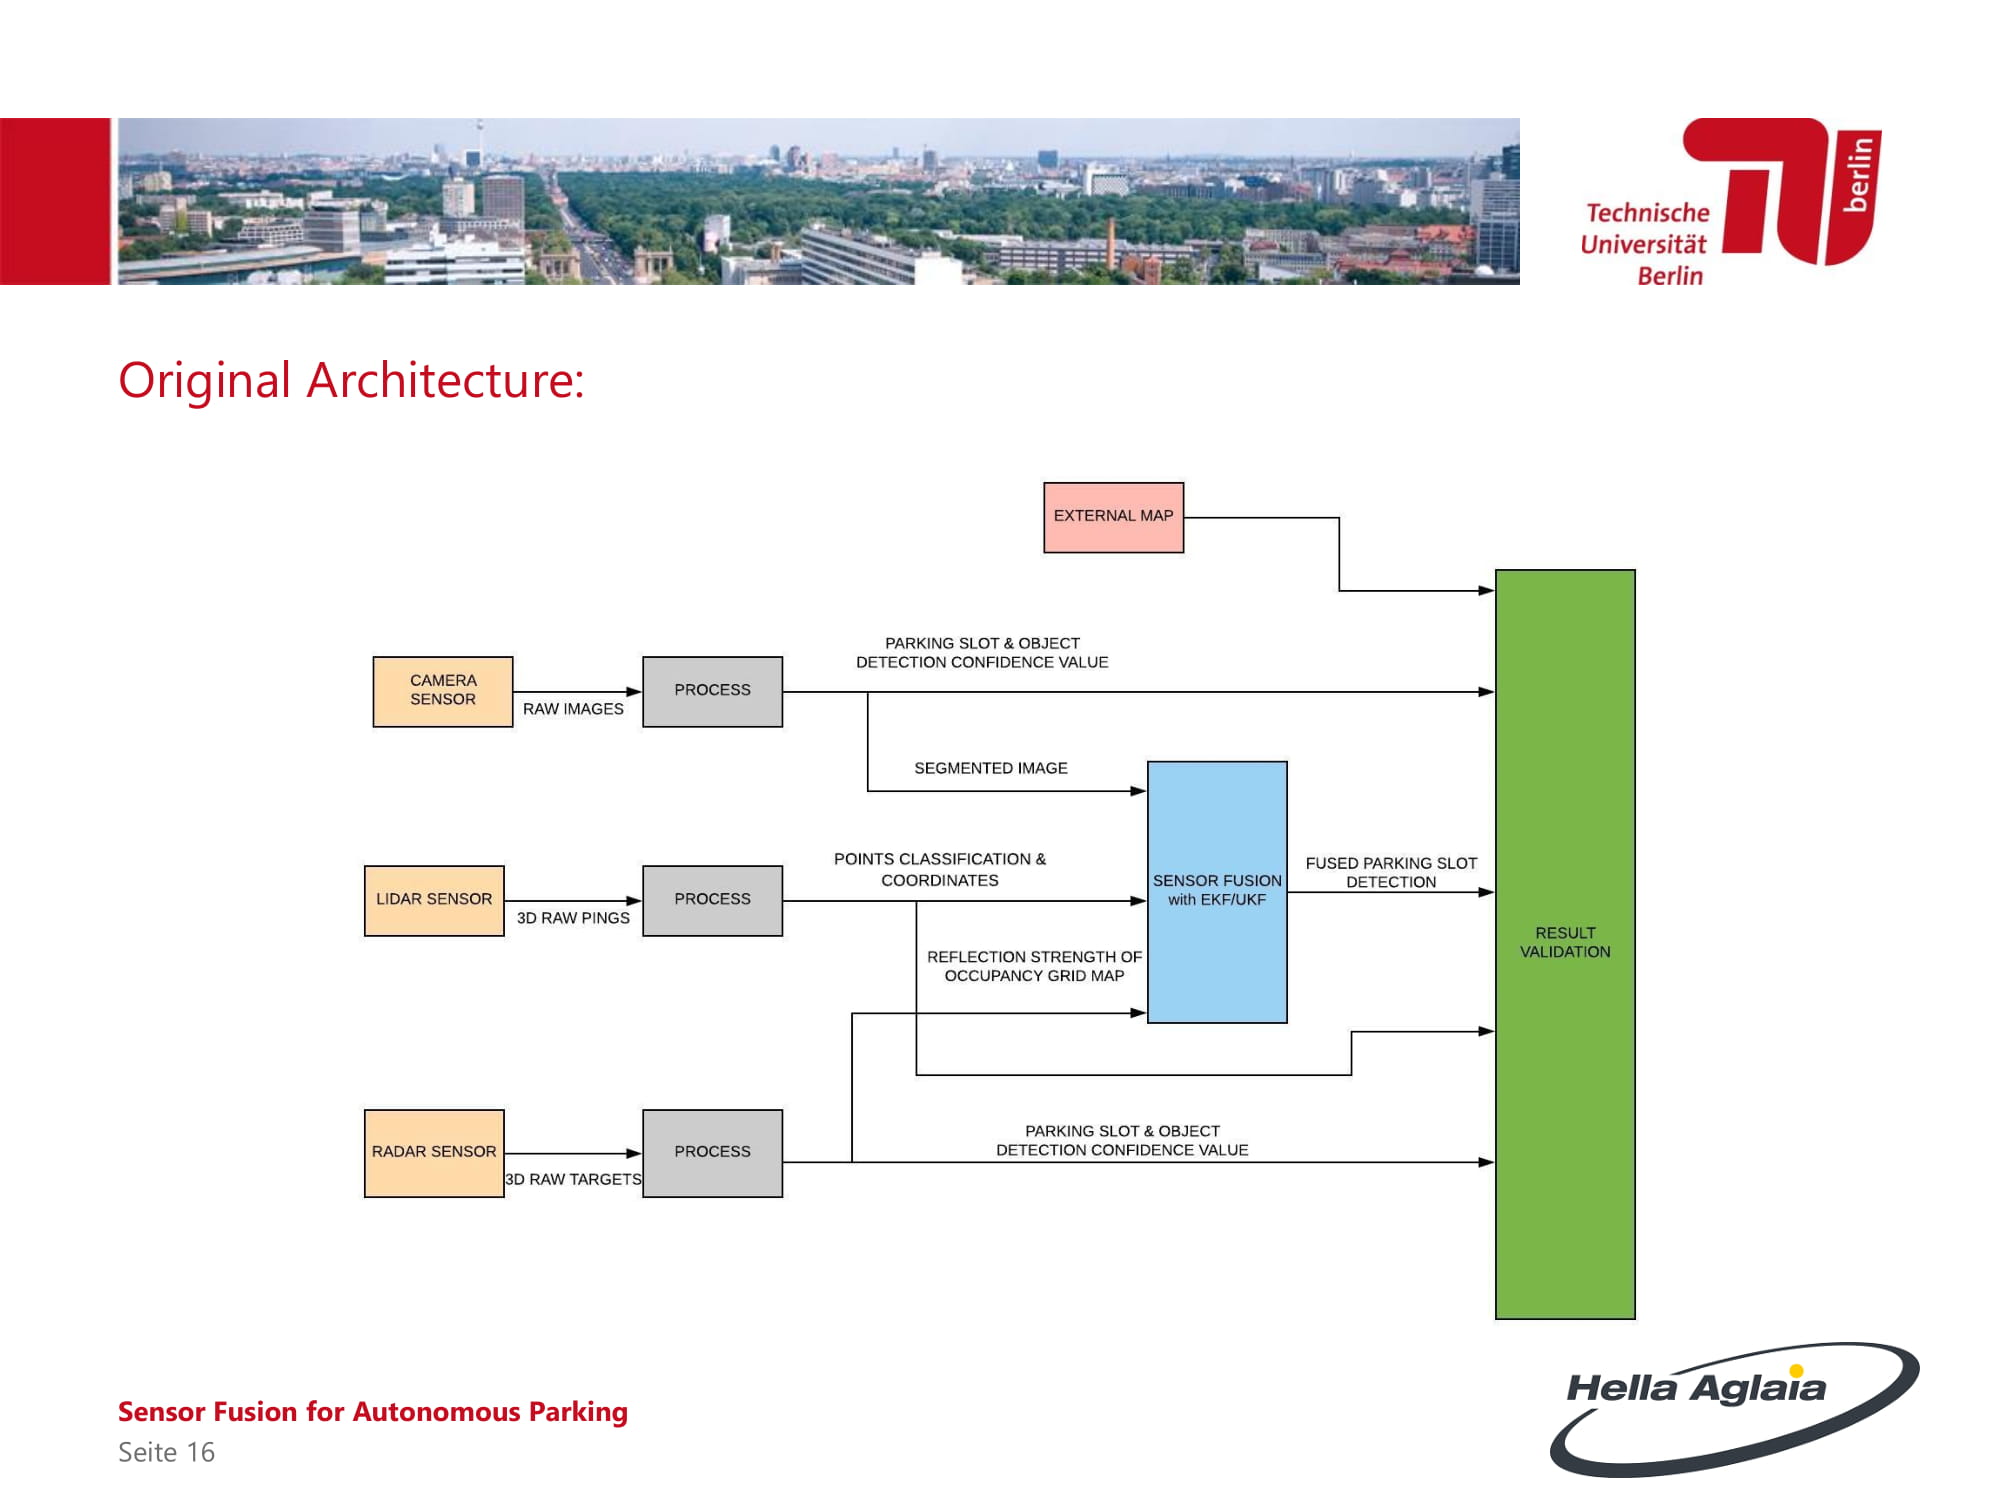 Technische
Universität
Berlin
berlin
Original Architecture:
EXTERNAL MAP
PARKING SLOT & OBJECT
DETECTION CONFIDENCE VALUE
CAMERA
SENSOR
RAW IMAGES
PROCESS
SEGMENTED IMAGE
POINTS CLASSIFICATION &
COORDINATES
LIDAR SENSOR
3D RAW PINGS
PROCESS
SENSOR FUSION
with EKF/UKF
FUSED PARKING SLOT
DETECTION
RESULT
VALIDATION
REFLECTION STRENGTH OF
OCCUPANCY GRID MAP
RADAR SENSOR
3D RAW TARGETS
PROCESS
PARKING SLOT & OBJECT
DETECTION CONFIDENCE VALUE
Sensor Fusion for Autonomous Parking
Seite 16
Hella Aglaia